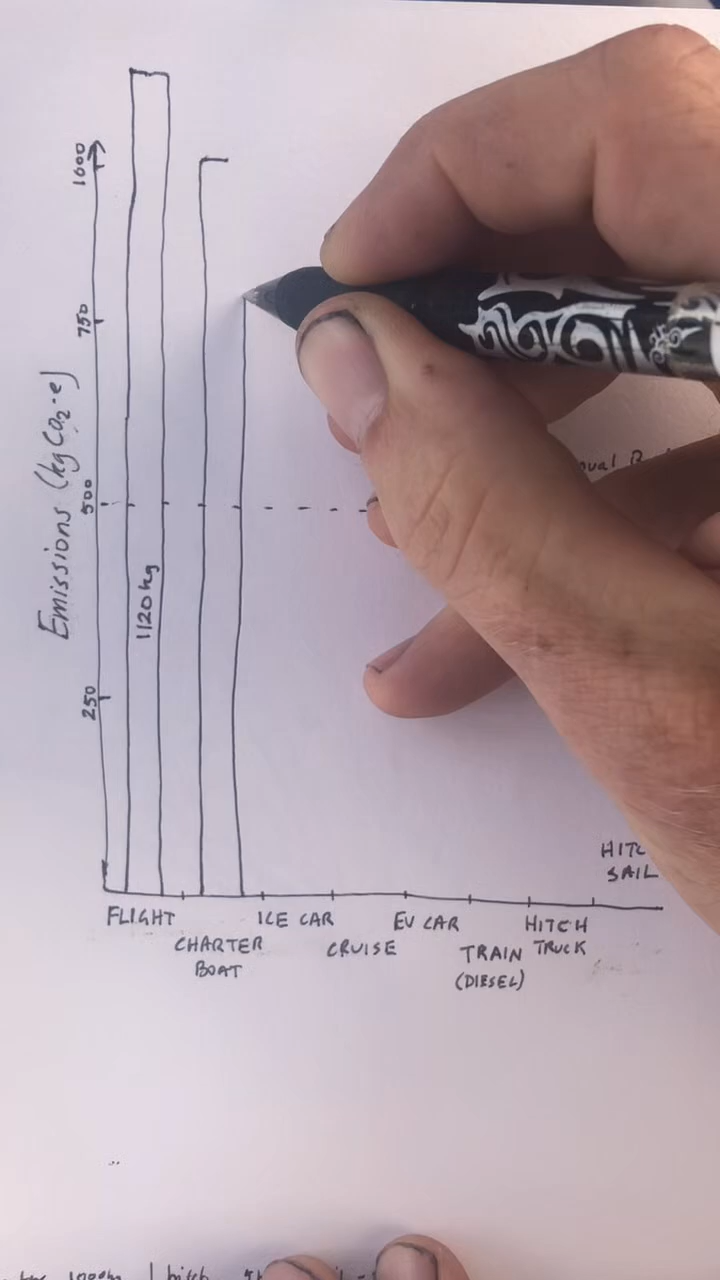 Emissions (kg CO₂-e)
1000
750
500
250
1120 kg
FLIGHT
CHARTER
BOAT
ICE CAR
CRUISE
EV CAR
TRAIN
(DIESEL)
HITCH
TRUCK
SAIL